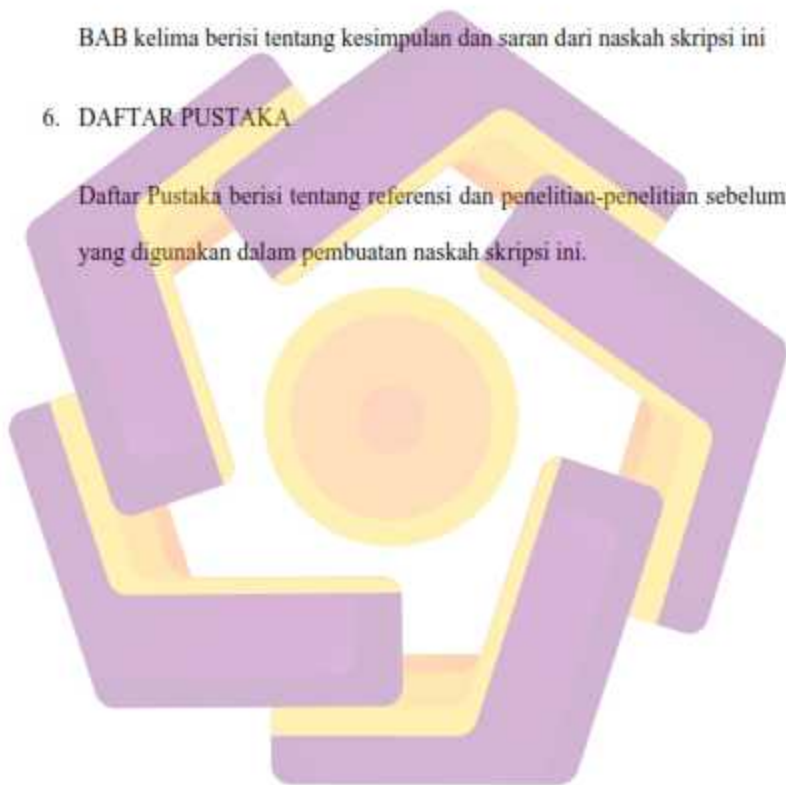 BAB kelima berisi tentang kesimpulan dan saran dari naskah skripsi ini
6. DAFTAR PUSTAKA
Daftar Pustaka berisi tentang referensi dan penelitian-penelitian sebelum
yang digunakan dalam pembuatan naskah skripsi ini.